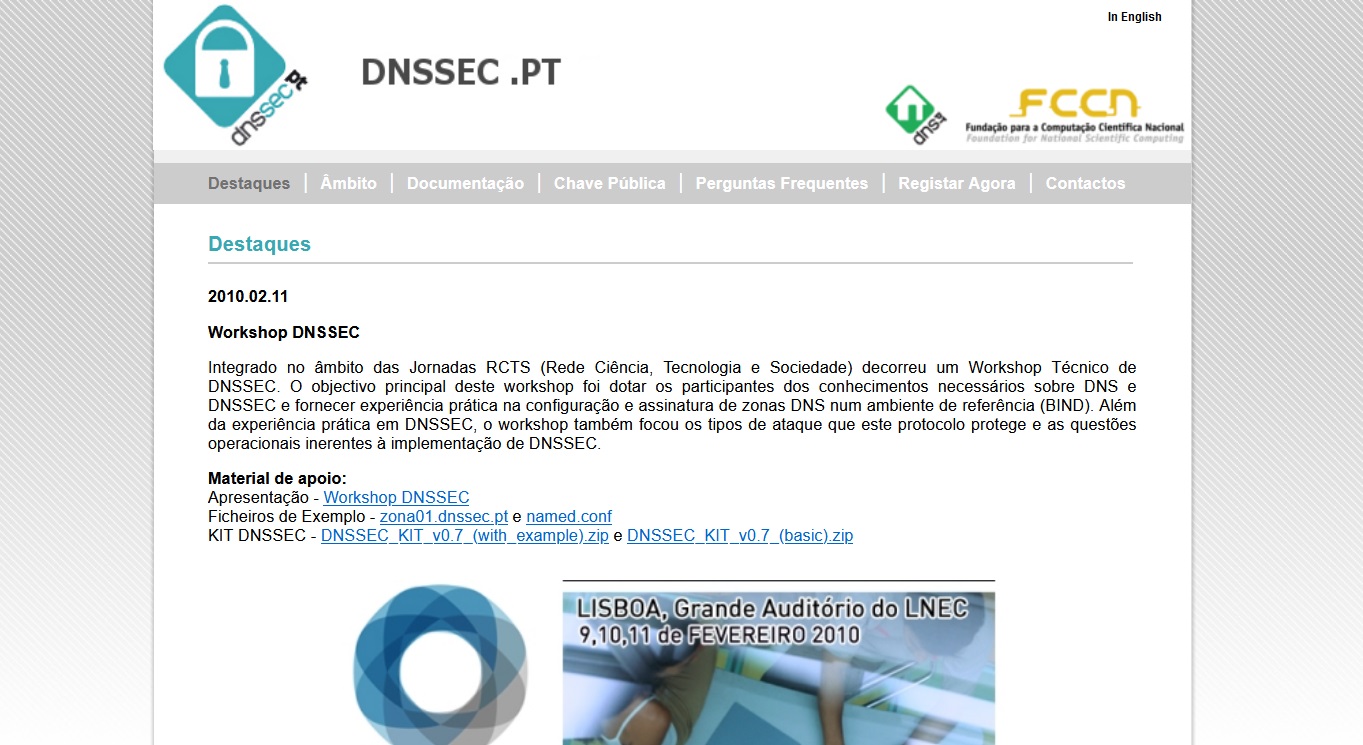 In English
dnssec.pt
DNSSEC .PT
dns.pt
FCCN
Fundação para a Computação Científica Nacional
Foundation for National Scientific Computing
Destaques | Âmbito | Documentação | Chave Pública | Perguntas Frequentes | Registar Agora | Contactos
Destaques
2010.02.11
Workshop DNSSEC
Integrado no âmbito das Jornadas RCTS (Rede Ciência, Tecnologia e Sociedade) decorreu um Workshop Técnico de
DNSSEC. O objectivo principal deste workshop foi dotar os participantes dos conhecimentos necessários sobre DNS e
DNSSEC e fornecer experiência prática na configuração e assinatura de zonas DNS num ambiente de referência (BIND). Além
da experiência prática em DNSSEC, o workshop também focou os tipos de ataque que este protocolo protege e as questões
operacionais inerentes à implementação de DNSSEC.
Material de apoio:
Apresentação - Workshop DNSSEC
Ficheiros de Exemplo - zona01.dnssec.pt e named.conf
KIT DNSSEC - DNSSEC_KIT_v0.7_(with_example).zip e DNSSEC_KIT_v0.7_(basic).zip
LISBOA, Grande Auditório do LNEC
9,10,11 de FEVEREIRO 2010